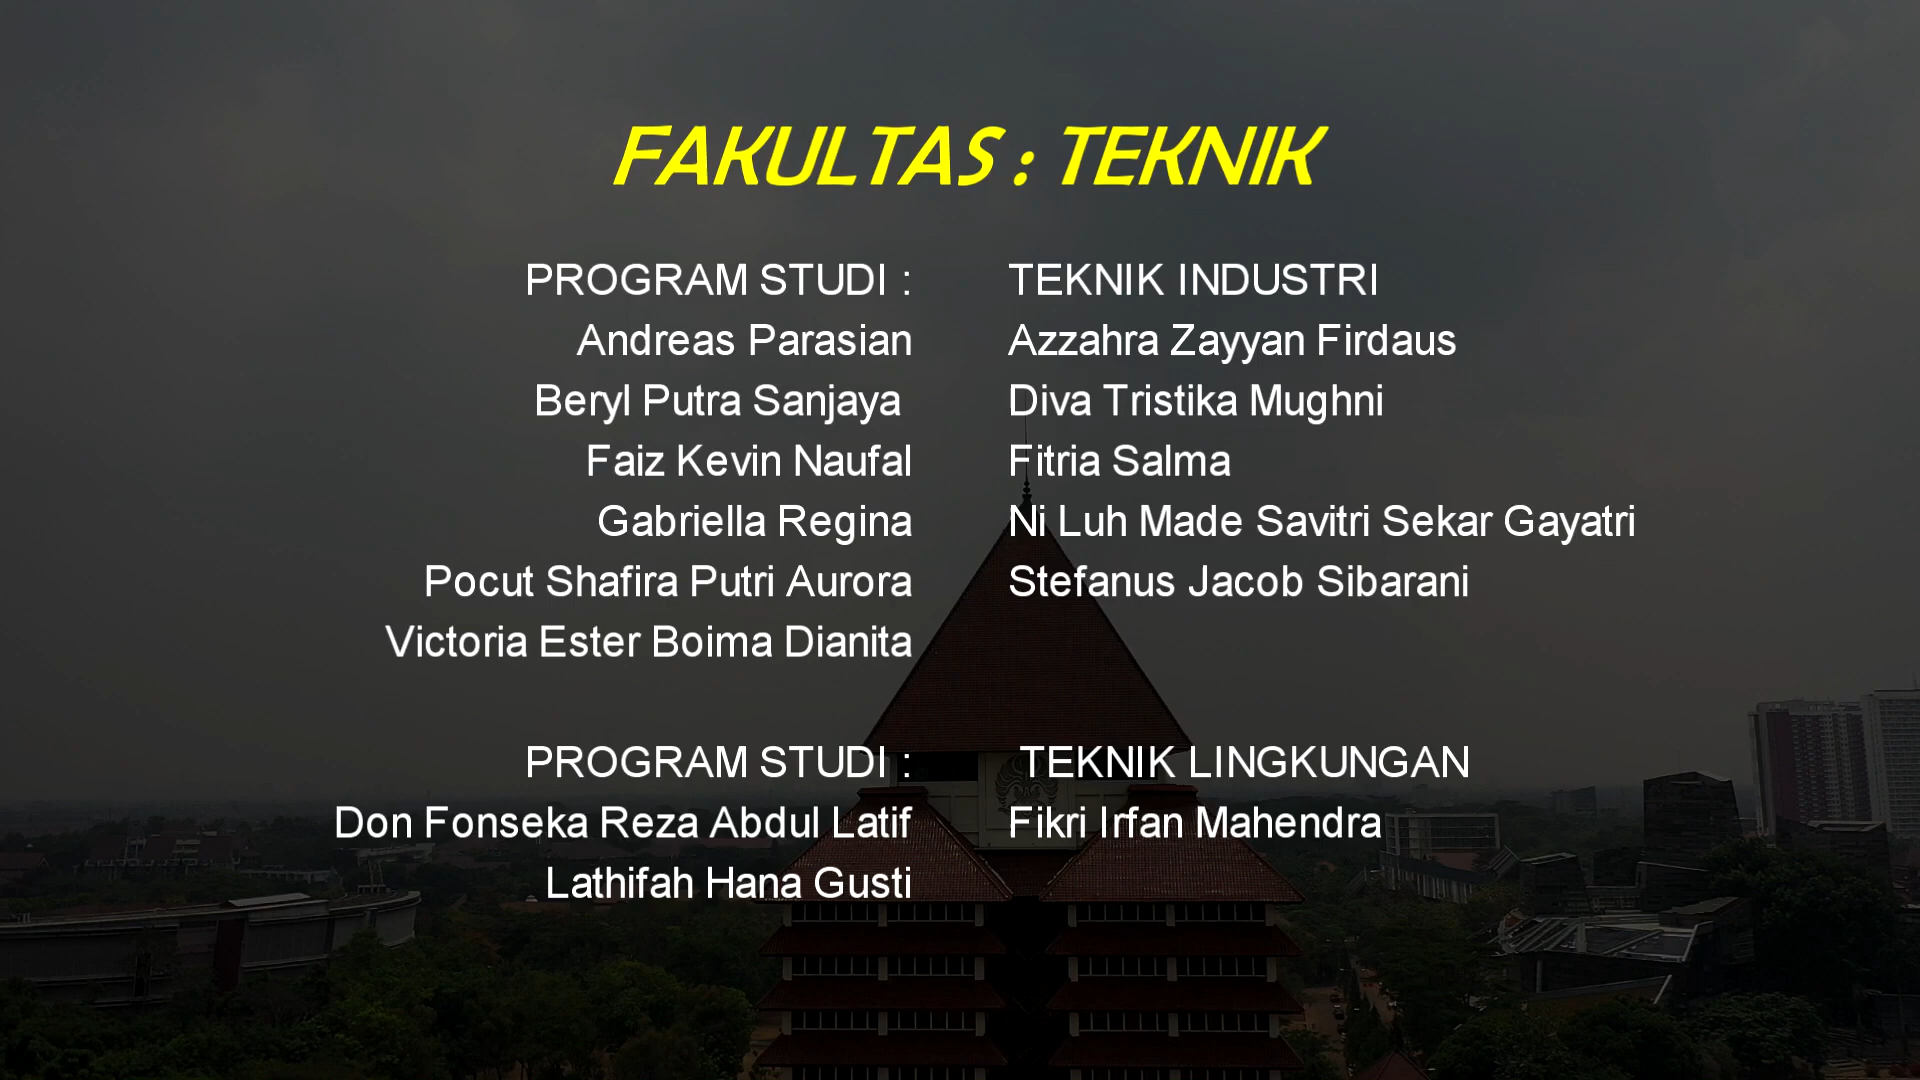 FAKULTAS : TEKNIK
PROGRAM STUDI : TEKNIK INDUSTRI
Andreas Parasian Azzahra Zayyan Firdaus
Beryl Putra Sanjaya Diva Tristika Mughni
Faiz Kevin Naufal Fitria Salma
Gabriella Regina Ni Luh Made Savitri Sekar Gayatri
Pocut Shafira Putri Aurora Stefanus Jacob Sibarani
Victoria Ester Boima Dianita
PROGRAM STUDI : TEKNIK LINGKUNGAN
Don Fonseka Reza Abdul Latif Fikri Irfan Mahendra
Lathifah Hana Gusti